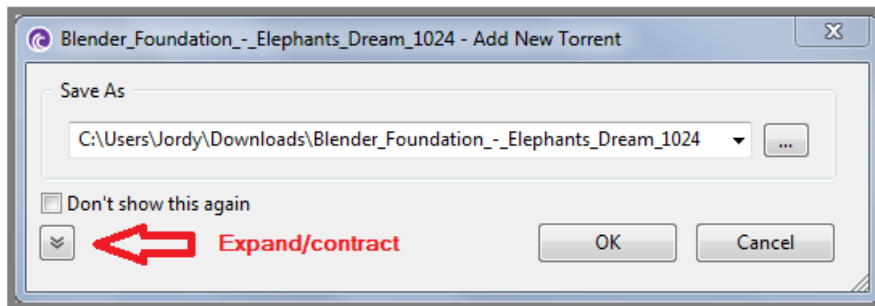 Blender_Foundation_-_Elephants_Dream_1024 - Add New Torrent
Save As
C:\Users\Jordy\Downloads\Blender_Foundation_-_Elephants_Dream_1024
...
Don't show this again
Expand/contract
OK
Cancel